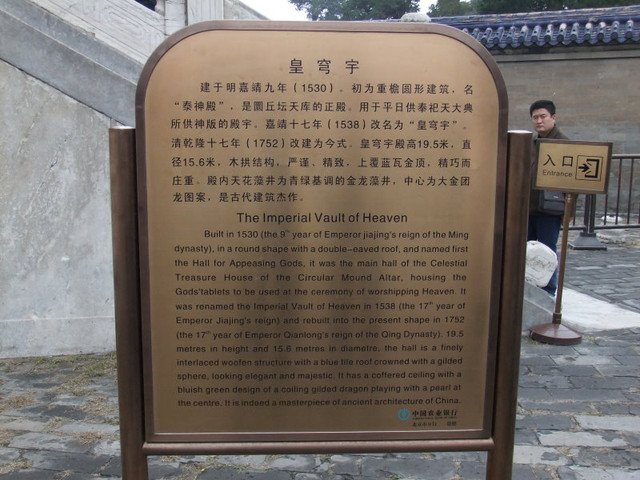 皇穹宇
建于明嘉靖九年（1530）。初为重檐圆形建筑，名
“泰神殿”，是圜丘坛天库的正殿。用于平日供奉祀天大典
所供神版的殿宇。嘉靖十七年（1538）改名为“皇穹宇”。
清乾隆十七年（1752）改建为今式。皇穹宇殿高19.5米，直
径15.6米，木拱结构，严谨、精致，上覆蓝瓦金顶，精巧而
庄重。殿内天花藻井为青绿基调的金龙藻井，中心为大金团
龙图案，是古代建筑杰作。
The Imperial Vault of Heaven
Built in 1530 (the 9th year of Emperor jiajing's reign of the Ming
dynasty), in a round shape with a double-eaved roof, and named first
the Hall for Appeasing Gods, it was the main hall of the Celestial
Treasure House of the Circular Mound Altar, housing the
Gods'tablets to be used at the ceremony of worshipping Heaven. It
was renamed the Imperial Vault of Heaven in 1538 (the 17th year of
Emperor Jiajing's reign) and rebuilt into the present shape in 1752
(the 17th year of Emperor Qianlong's reign of the Qing Dynasty). 19.5
metres in height and 15.6 metres in diamotre, the hall is a finely
interlaced woofen structure with a blue tile roof crowned with a gilded
sphere, looking elegant and majestic. It has a coffered ceiling with a
bluish green design of a coiling gilded dragon playing with a pearl at
the centre. It is indeed a masterpiece of ancient architecture of China.
中国农业银行
入口
Entrance